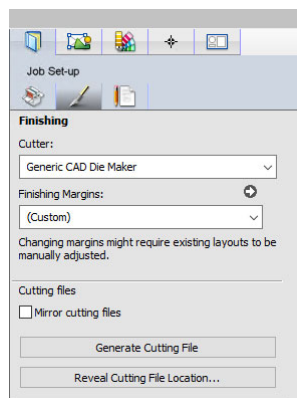 Job Set-up
Finishing
Cutter:
Generic CAD Die Maker
Finishing Margins:
(Custom)
Changing margins might require existing layouts to be
manually adjusted.
Cutting files
Mirror cutting files
Generate Cutting File
Reveal Cutting File Location...